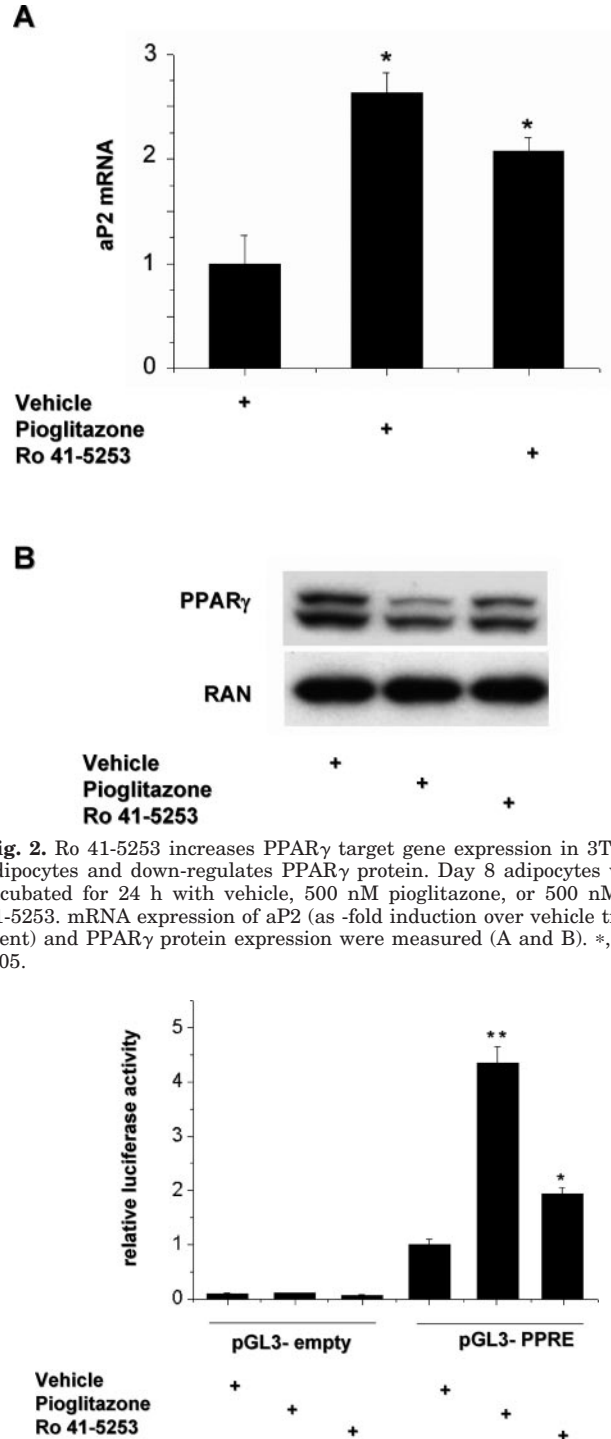 A
*
3
*
2
aP2 mRNA
1
0
Vehicle +
Pioglitazone +
Ro 41-5253 +
B
PPARγ
RAN
Vehicle +
Pioglitazone +
Ro 41-5253 +
ig. 2. Ro 41-5253 increases PPARγ target gene expression in 3T
dipocytes and down-regulates PPARγ protein. Day 8 adipocytes
cubated for 24 h with vehicle, 500 nM pioglitazone, or 500 nM
1-5253. mRNA expression of aP2 (as -fold induction over vehicle tr
ent) and PPARγ protein expression were measured (A and B). *,
05.
5
**
4
3
*
2
relative luciferase activity
1
0
pGL3- empty pGL3- PPRE
Vehicle + +
Pioglitazone + +
Ro 41-5253 + +